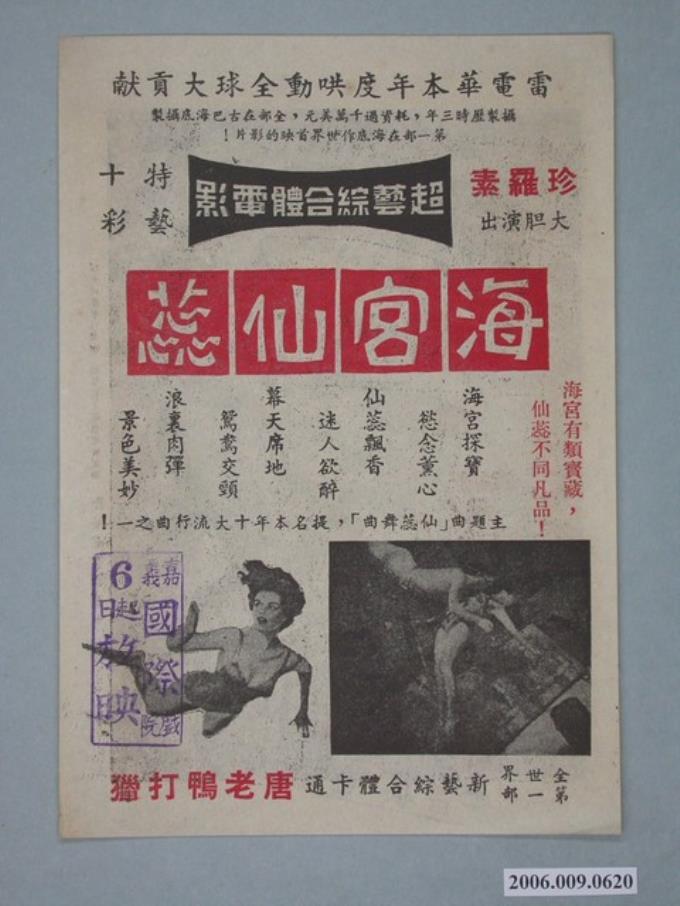 雷電華本年度哄動全球大貢献
攝製歷時三年，耗資過千萬美元，全部在古巴海底攝製
第一部在海底作世界首映的影片！
珍羅素
大胆演出
超藝綜合體電影
特藝
十彩
海宮仙蕊
海宮有類寶藏，
仙蕊不同凡品！
海宮探寶
慾念薰心
仙蕊飄香
迷人欲醉
幕天席地
鴛鴦交頸
浪裏肉彈
景色美妙
主題曲「仙蕊舞曲」，提名本年十大流行曲之一！
嘉義
國際
戲院
6日起放映
全世界
第一部
新藝綜合體卡通
唐老鴨打獵
2006.009.0620